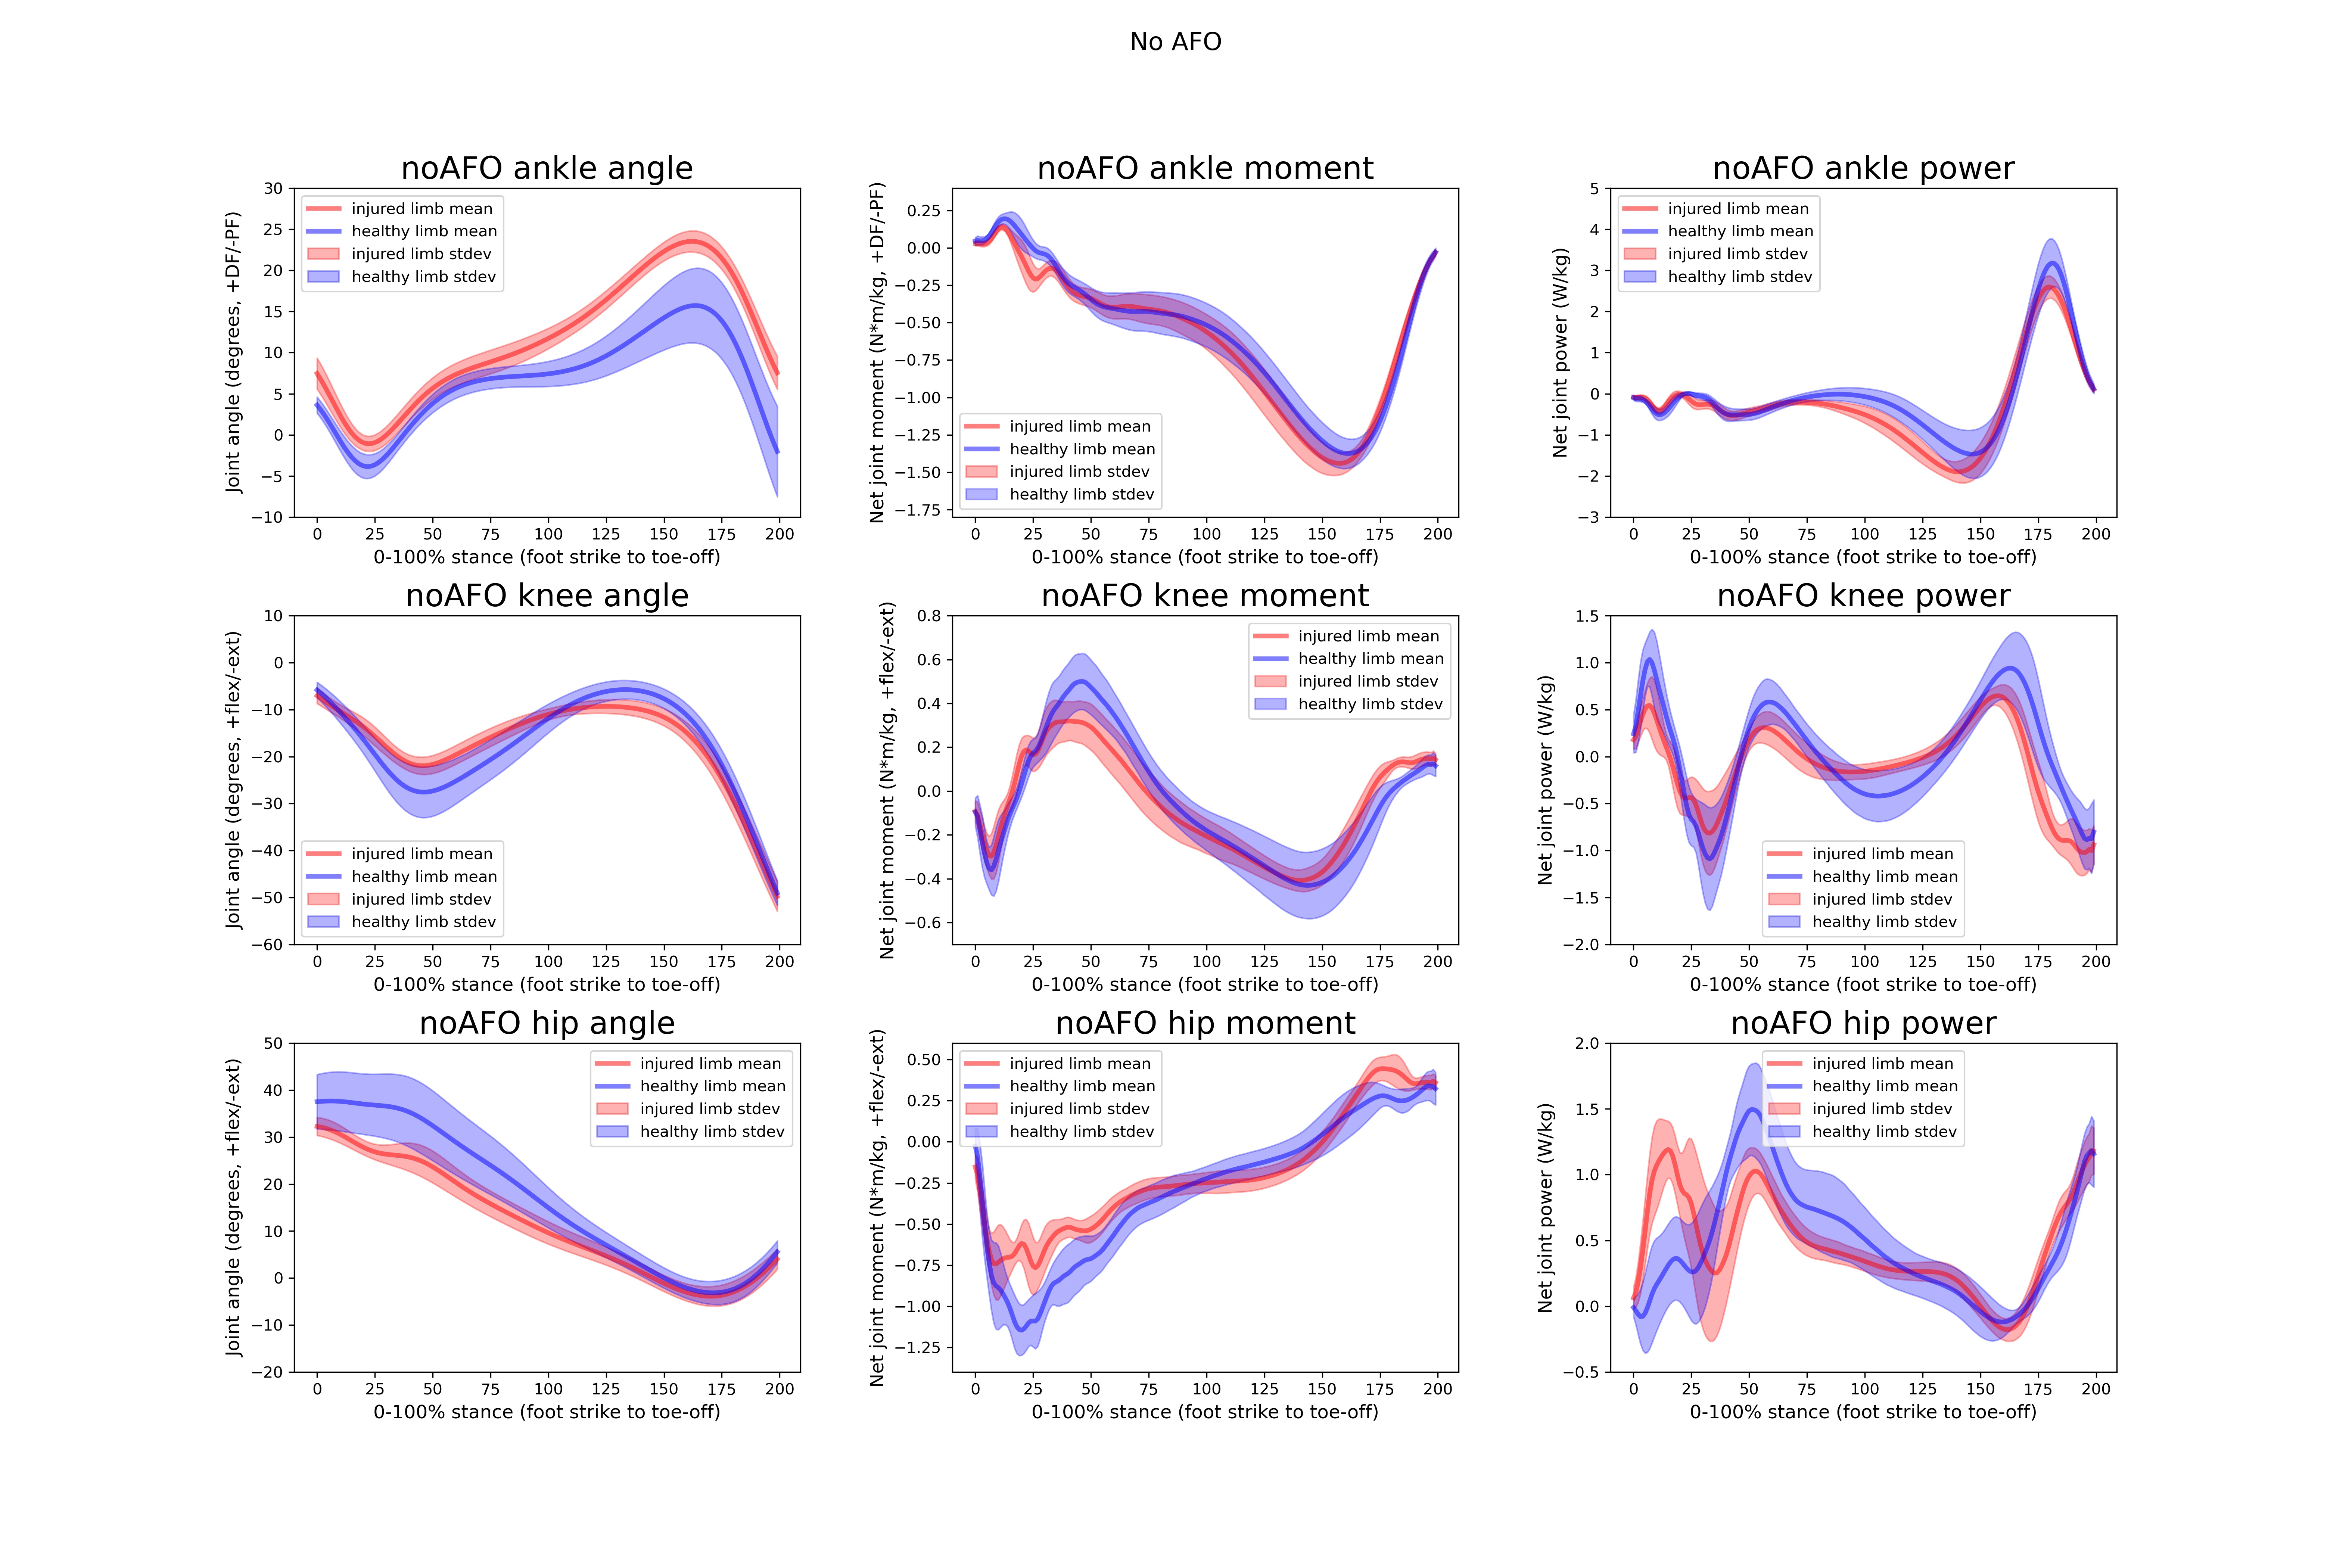 No AFO
noAFO ankle angle
Joint angle (degrees, +DF/-PF)
30
25
20
15
10
5
0
−5
−10
injured limb mean
healthy limb mean
injured limb stdev
healthy limb stdev
0 25 50 75 100 125 150 175 200
0-100% stance (foot strike to toe-off)
noAFO ankle moment
Net joint moment (N*m/kg, +DF/-PF)
0.25
0.00
−0.25
−0.50
−0.75
−1.00
−1.25
−1.50
−1.75
injured limb mean
healthy limb mean
injured limb stdev
healthy limb stdev
0 25 50 75 100 125 150 175 200
0-100% stance (foot strike to toe-off)
noAFO ankle power
Net joint power (W/kg)
5
4
3
2
1
0
−1
−2
−3
injured limb mean
healthy limb mean
injured limb stdev
healthy limb stdev
0 25 50 75 100 125 150 175 200
0-100% stance (foot strike to toe-off)
noAFO knee angle
Joint angle (degrees, +flex/-ext)
10
0
−10
−20
−30
−40
−50
−60
injured limb mean
healthy limb mean
injured limb stdev
healthy limb stdev
0 25 50 75 100 125 150 175 200
0-100% stance (foot strike to toe-off)
noAFO knee moment
Net joint moment (N*m/kg, +flex/-ext)
0.8
0.6
0.4
0.2
0.0
−0.2
−0.4
−0.6
injured limb mean
healthy limb mean
injured limb stdev
healthy limb stdev
0 25 50 75 100 125 150 175 200
0-100% stance (foot strike to toe-off)
noAFO knee power
Net joint power (W/kg)
1.5
1.0
0.5
0.0
−0.5
−1.0
−1.5
−2.0
injured limb mean
healthy limb mean
injured limb stdev
healthy limb stdev
0 25 50 75 100 125 150 175 200
0-100% stance (foot strike to toe-off)
noAFO hip angle
Joint angle (degrees, +flex/-ext)
50
40
30
20
10
0
−10
−20
injured limb mean
healthy limb mean
injured limb stdev
healthy limb stdev
0 25 50 75 100 125 150 175 200
0-100% stance (foot strike to toe-off)
noAFO hip moment
Net joint moment (N*m/kg, +flex/-ext)
0.50
0.25
0.00
−0.25
−0.50
−0.75
−1.00
−1.25
injured limb mean
healthy limb mean
injured limb stdev
healthy limb stdev
0 25 50 75 100 125 150 175 200
0-100% stance (foot strike to toe-off)
noAFO hip power
Net joint power (W/kg)
2.0
1.5
1.0
0.5
0.0
−0.5
injured limb mean
healthy limb mean
injured limb stdev
healthy limb stdev
0 25 50 75 100 125 150 175 200
0-100% stance (foot strike to toe-off)